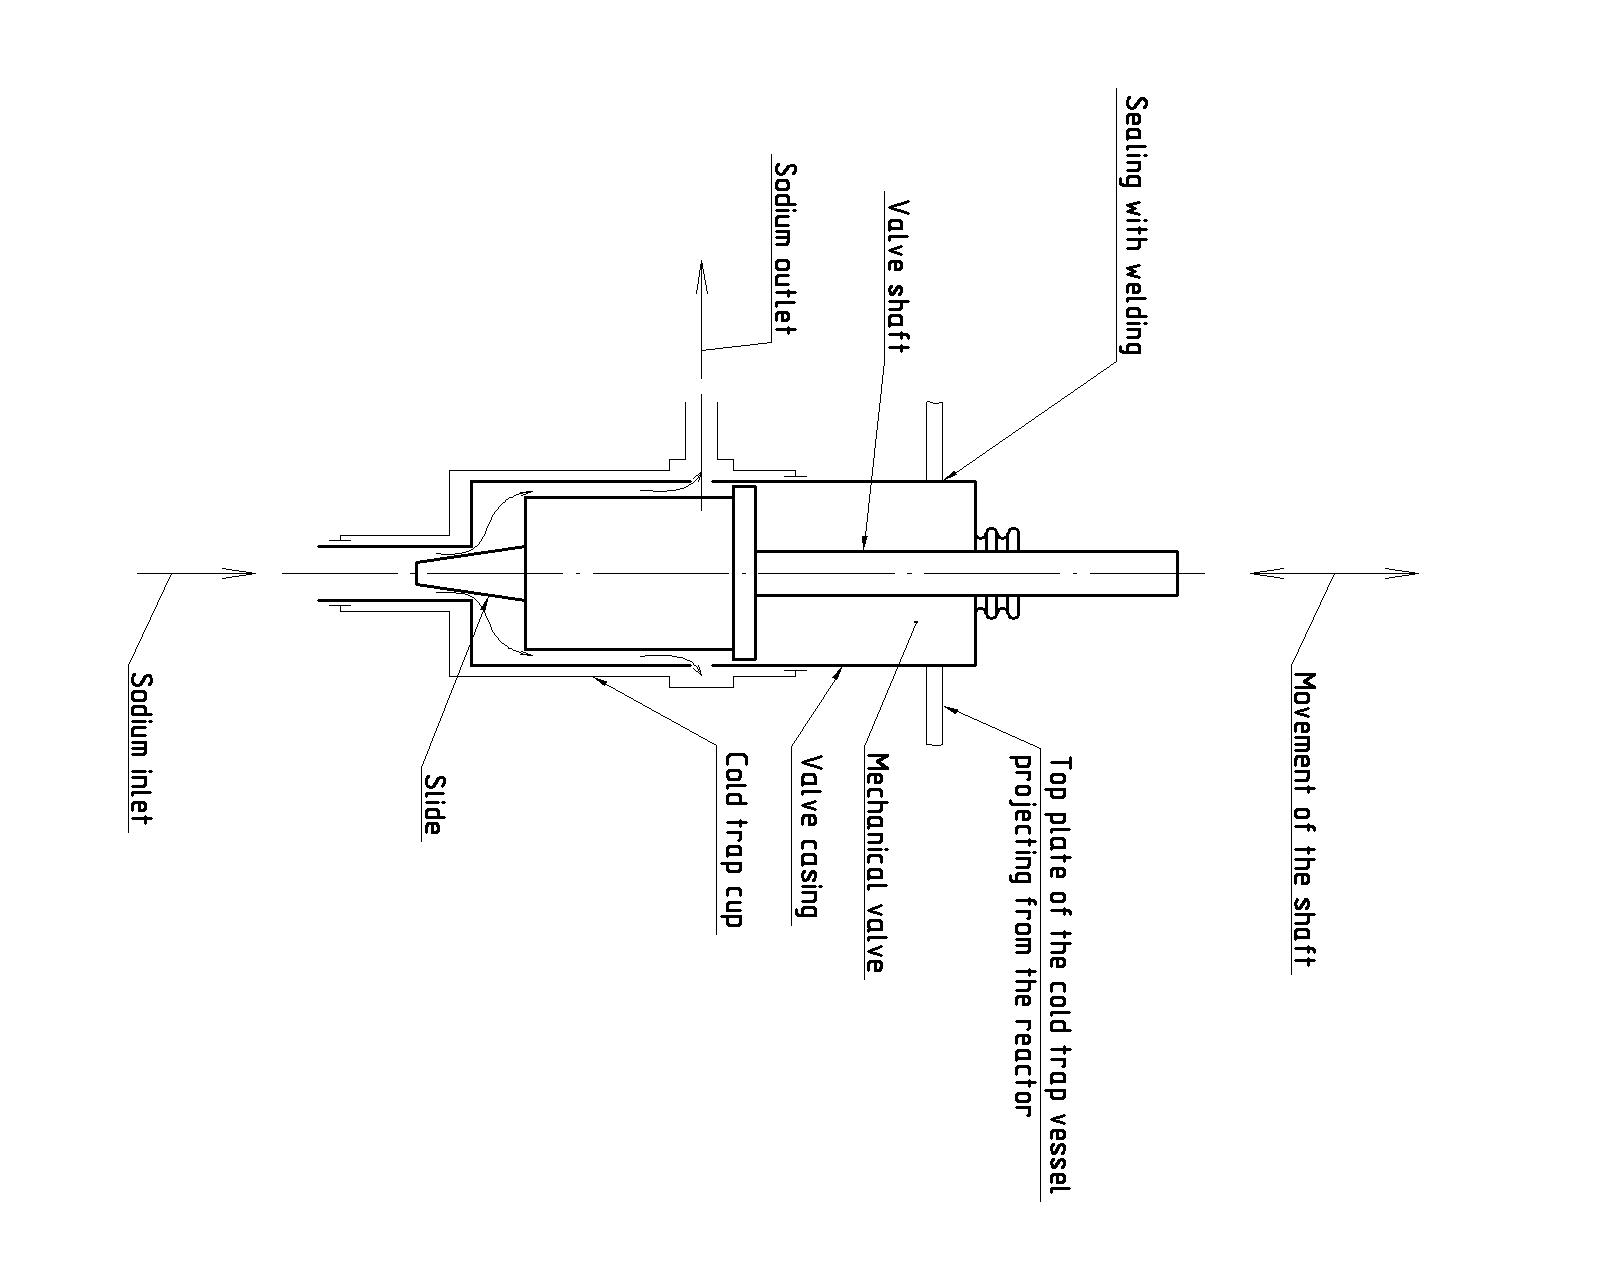 Movement of the shaft
Sealing with welding
Top plate of the cold trap vessel
projecting from the reactor
Valve shaft
Mechanical valve
Valve casing
Sodium outlet
Cold trap cup
Slide
Sodium inlet